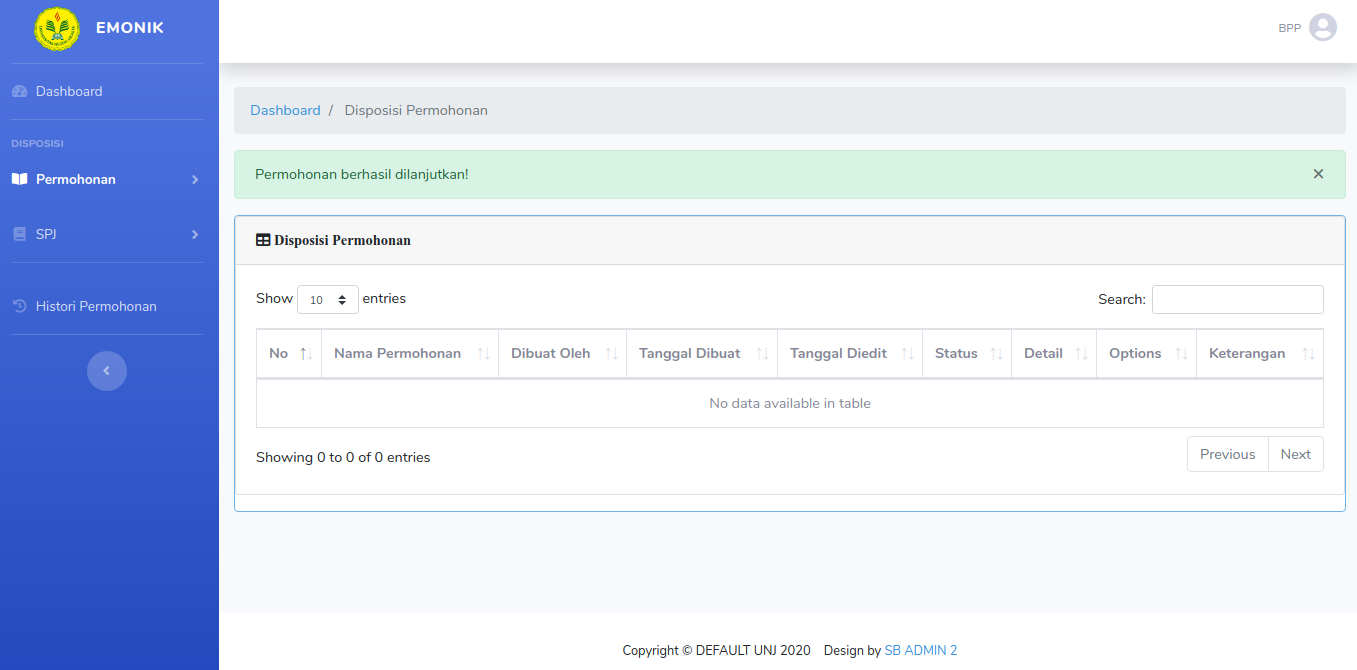 EMONIK
BPP
Dashboard
DISPOSISI
Permohonan
SPJ
Histori Permohonan
Dashboard / Disposisi Permohonan
Permohonan berhasil dilanjutkan! ×
Disposisi Permohonan
Show 10 entries Search:
No Nama Permohonan Dibuat Oleh Tanggal Dibuat Tanggal Diedit Status Detail Options Keterangan
No data available in table
Showing 0 to 0 of 0 entries Previous Next
Copyright © DEFAULT UNJ 2020 Design by SB ADMIN 2